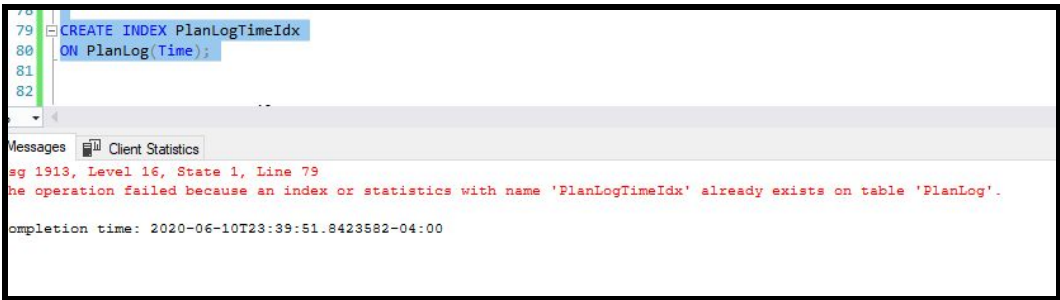 79 CREATE INDEX PlanLogTimeIdx
80 ON PlanLog(Time);
81
82
Messages Client Statistics
sg 1913, Level 16, State 1, Line 79
he operation failed because an index or statistics with name 'PlanLogTimeIdx' already exists on table 'PlanLog'.
ompletion time: 2020-06-10T23:39:51.8423582-04:00